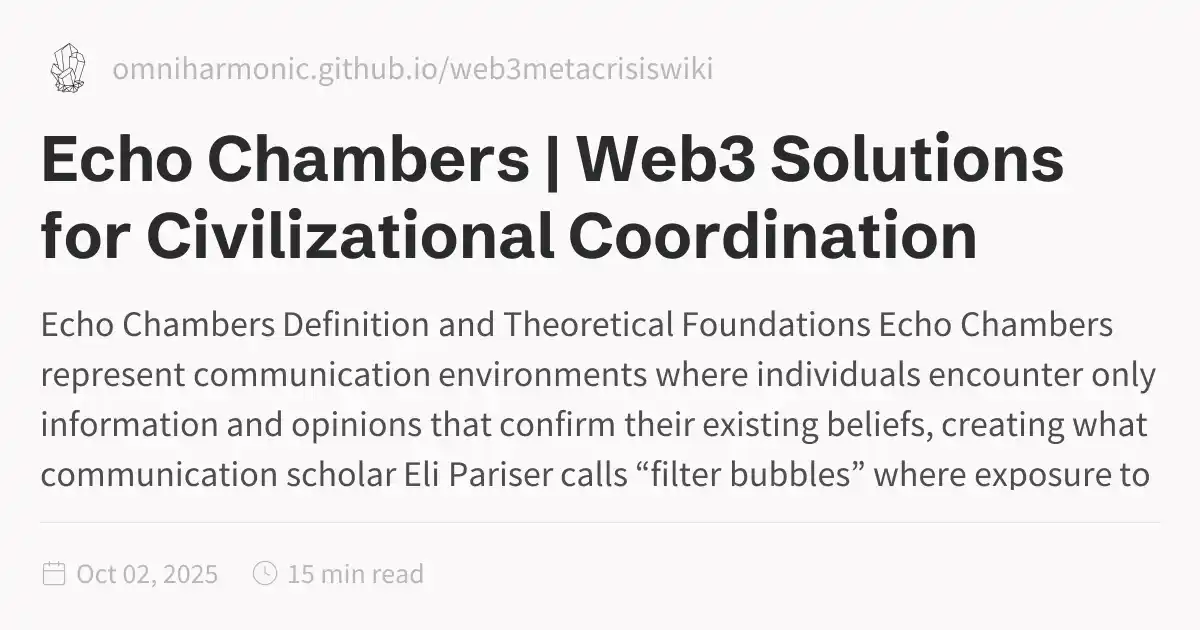 omniharmonic.github.io/web3metacrisiswiki
Echo Chambers | Web3 Solutions
for Civilizational Coordination
Echo Chambers Definition and Theoretical Foundations Echo Chambers
represent communication environments where individuals encounter only
information and opinions that confirm their existing beliefs, creating what
communication scholar Eli Pariser calls “filter bubbles” where exposure to
Oct 02, 2025 15 min read